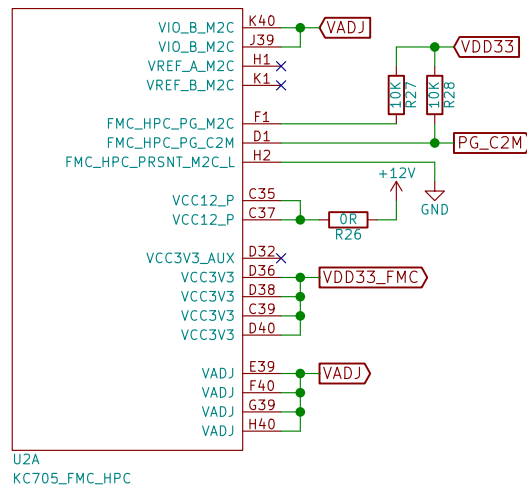 VIO_B_M2C K40 VADJ
VIO_B_M2C J39 VDD33
VREF_A_M2C H1
VREF_B_M2C K1
10K R27 10K R28
FMC_HPC_PG_M2C F1
FMC_HPC_PG_C2M D1 PG_C2M
FMC_HPC_PRSNT_M2C_L H2
+12V
VCC12_P C35 GND
VCC12_P C37 0R
R26
VCC3V3_AUX D32
VCC3V3 D36 VDD33_FMC
VCC3V3 D38
VCC3V3 C39
VCC3V3 D40
VADJ E39 VADJ
VADJ F40
VADJ G39
VADJ H40
U2A
KC705_FMC_HPC